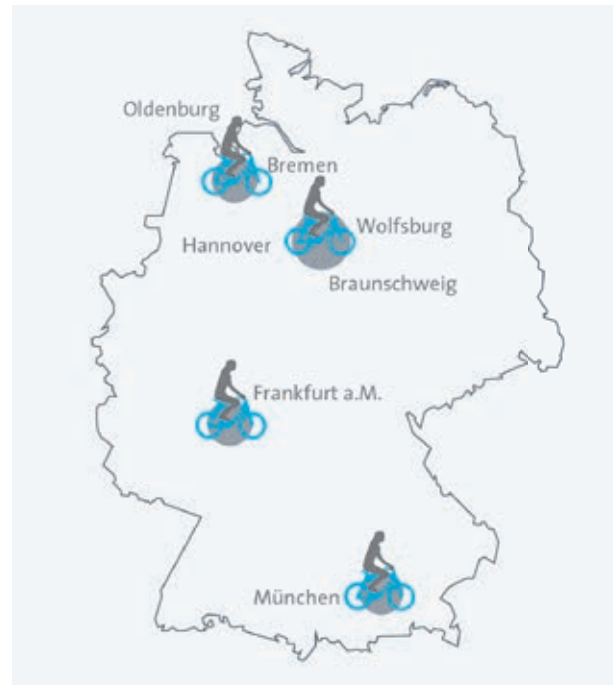 Oldenburg
Bremen
Wolfsburg
Hannover
Braunschweig
Frankfurt a.M.
München